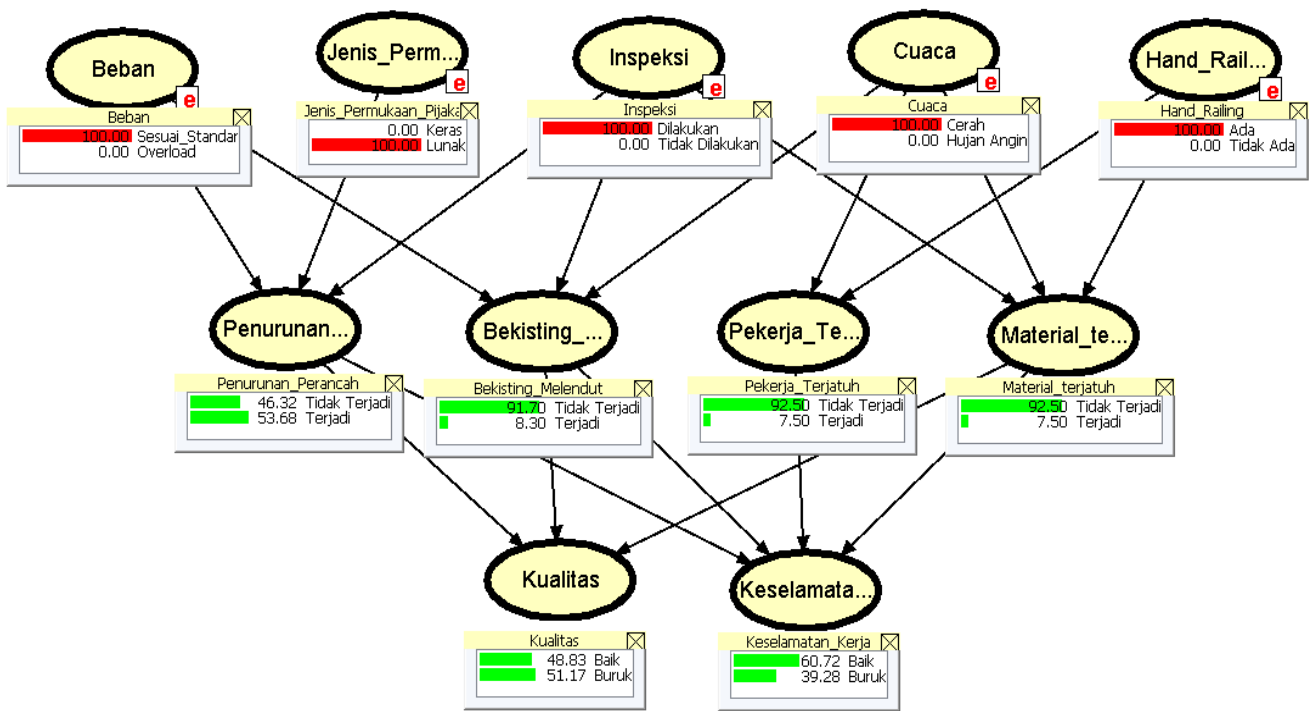 Beban
Jenis_Perm...
Inspeksi
Cuaca
Hand_Rail...
e
e
e
e
e
Beban
100.00 Sesuai_Standar
0.00 Overload
Jenis_Permukaan_Pijaka
0.00 Keras
100.00 Lunak
Inspeksi
100.00 Dilakukan
0.00 Tidak Dilakukan
Cuaca
100.00 Cerah
0.00 Hujan Angin
Hand_Railing
100.00 Ada
0.00 Tidak Ada
Penurunan...
Bekisting_...
Pekerja_Te...
Material_te...
Penurunan_Perancah
46.32 Tidak Terjadi
53.68 Terjadi
Bekisting_Melendut
91.70 Tidak Terjadi
8.30 Terjadi
Pekerja_Terjatuh
92.50 Tidak Terjadi
7.50 Terjadi
Material_terjatuh
92.50 Tidak Terjadi
7.50 Terjadi
Kualitas
Keselamata...
Kualitas
48.83 Baik
51.17 Buruk
Keselamatan_Kerja
60.72 Baik
39.28 Buruk